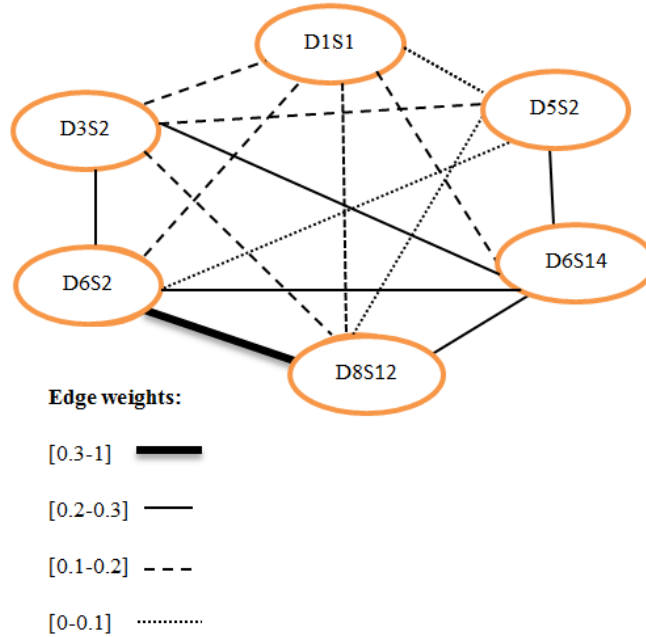 D1S1
D5S2
D3S2
D6S14
D6S2
D8S12
Edge weights:
[0.3-1]
[0.2-0.3]
[0.1-0.2]
[0-0.1]